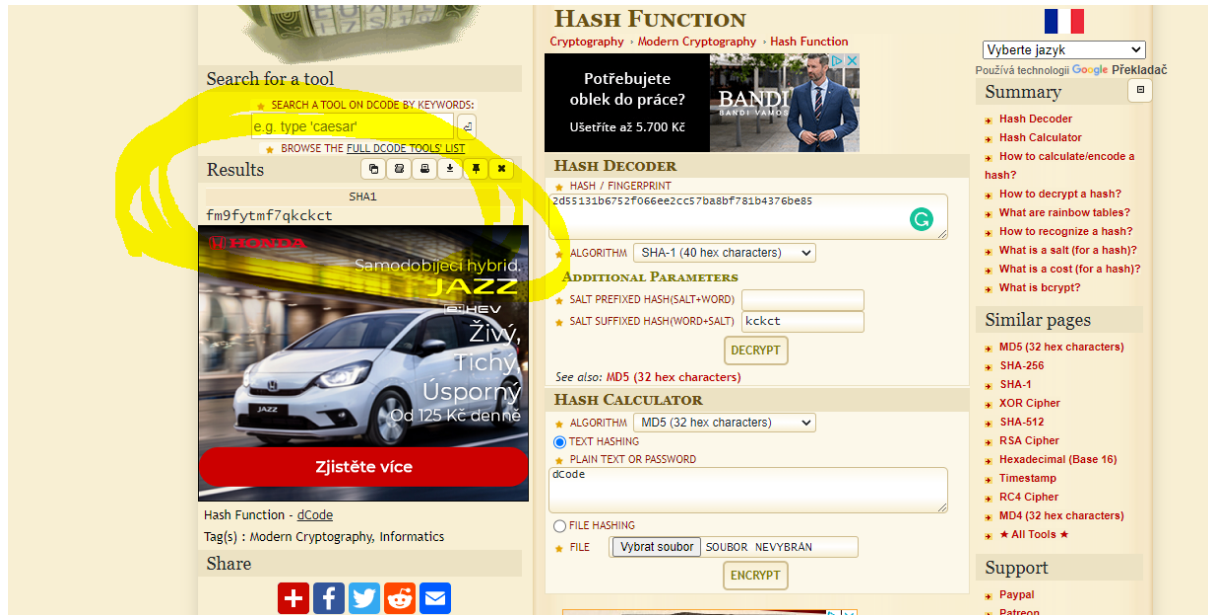 Search for a tool
SEARCH A TOOL ON DCODE BY KEYWORDS:
e.g. type 'caesar'
BROWSE THE FULL DCODE TOOLS' LIST
Results
SHA1
fm9fytmf7qkckct
HONDA
Samodobíjecí hybrid.
JAZZ
e:HEV
Živý,
Tichý,
Úsporný
Od 125 Kč denně
JAZZ
Zjistěte více
Hash Function - dCode
Tag(s) : Modern Cryptography, Informatics
Share
HASH FUNCTION
Cryptography › Modern Cryptography › Hash Function
Potřebujete
oblek do práce?
Ušetříte až 5.700 Kč
BANDI
BANDI VAMOS
HASH DECODER
HASH / FINGERPRINT
2d55131b6752f066ee2cc57ba8bf781b4376be85
ALGORITHM SHA-1 (40 hex characters)
ADDITIONAL PARAMETERS
SALT PREFIXED HASH(SALT+WORD)
SALT SUFFIXED HASH(WORD+SALT) kckct
DECRYPT
See also: MD5 (32 hex characters)
HASH CALCULATOR
ALGORITHM MD5 (32 hex characters)
TEXT HASHING
PLAIN TEXT OR PASSWORD
dCode
FILE HASHING
FILE Vybrat soubor SOUBOR NEVYBRÁN
ENCRYPT
Vyberte jazyk
Používá technologii Google Překladač
Summary
Hash Decoder
Hash Calculator
How to calculate/encode a
hash?
How to decrypt a hash?
What are rainbow tables?
How to recognize a hash?
What is a salt (for a hash)?
What is a cost (for a hash)?
What is bcrypt?
Similar pages
MD5 (32 hex characters)
SHA-256
SHA-1
XOR Cipher
SHA-512
RSA Cipher
Hexadecimal (Base 16)
Timestamp
RC4 Cipher
MD4 (32 hex characters)
★ All Tools ★
Support
Paypal
Patreon